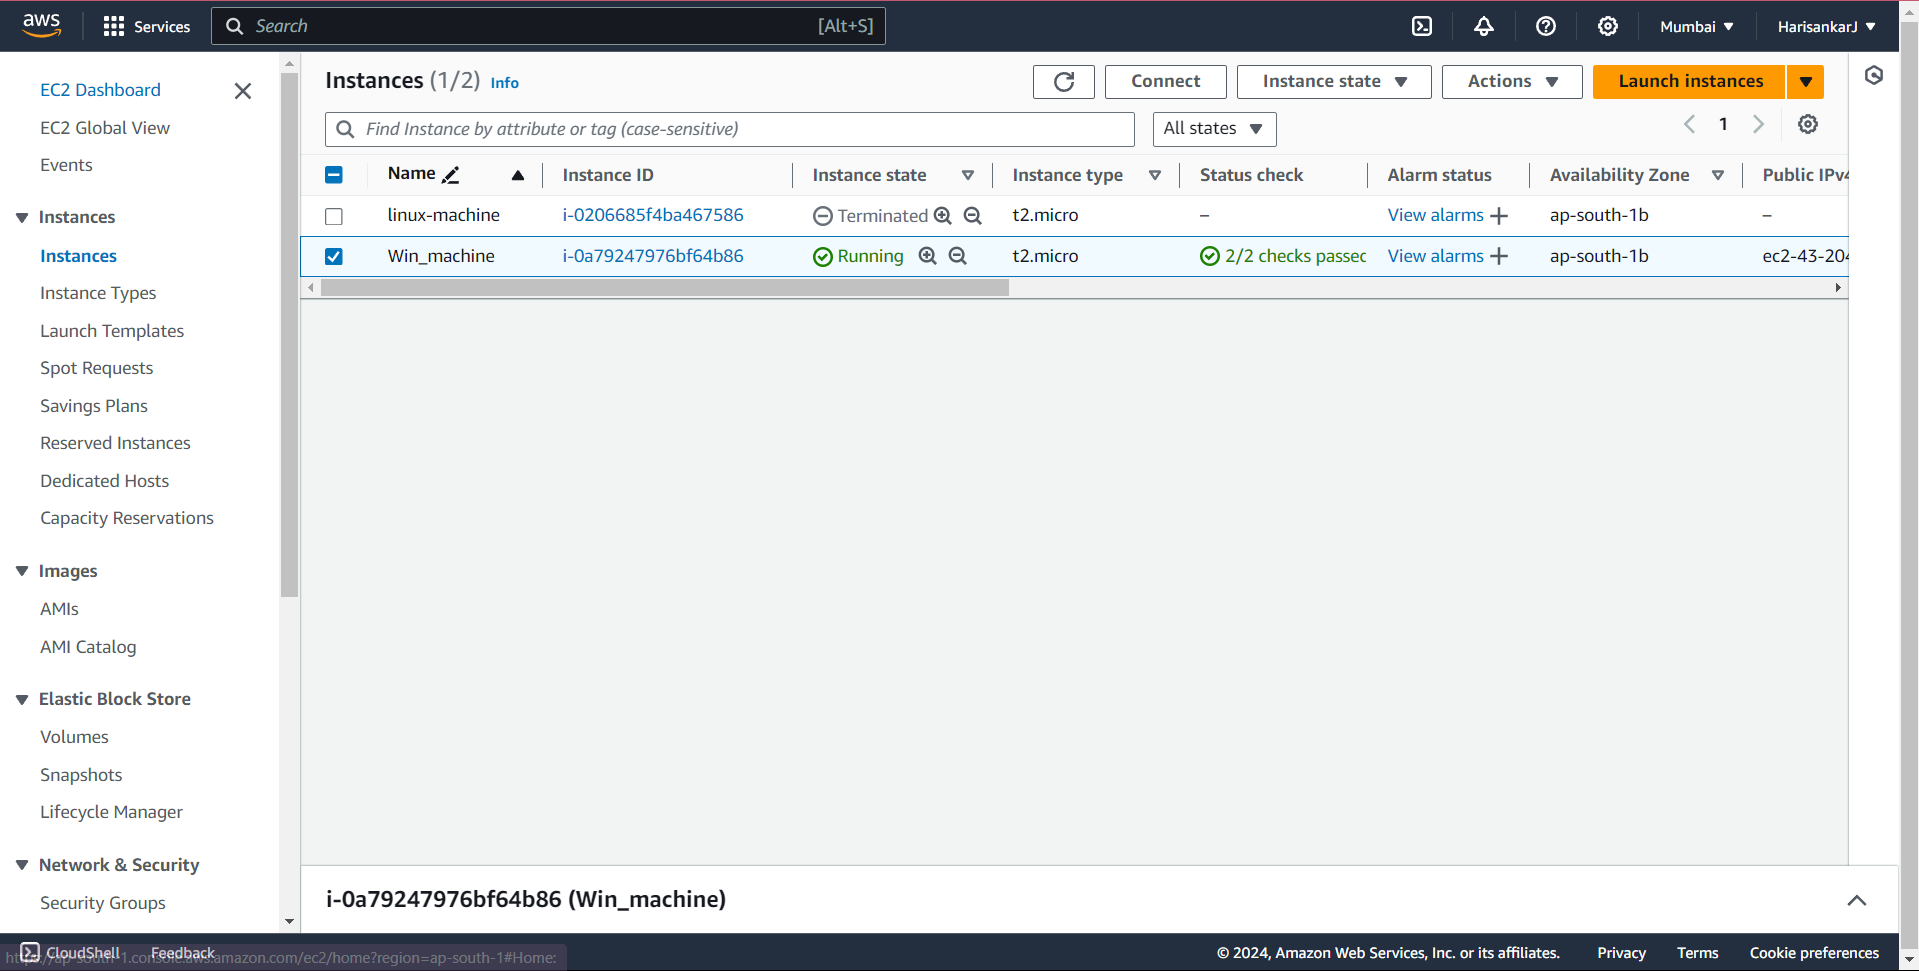 aws
Services
Search
[Alt+S]
Mumbai
HarisankarJ
EC2 Dashboard
EC2 Global View
Events
Instances
Instances
Instance Types
Launch Templates
Spot Requests
Savings Plans
Reserved Instances
Dedicated Hosts
Capacity Reservations
Images
AMIs
AMI Catalog
Elastic Block Store
Volumes
Snapshots
Lifecycle Manager
Network & Security
Security Groups
Instances (1/2) Info
Connect
Instance state
Actions
Launch instances
Find Instance by attribute or tag (case-sensitive)
All states
1
Name Instance ID Instance state Instance type Status check Alarm status Availability Zone Public IPv4
linux-machine i-0206685f4ba467586 Terminated t2.micro – View alarms + ap-south-1b –
Win_machine i-0a79247976bf64b86 Running t2.micro 2/2 checks passec View alarms + ap-south-1b ec2-43-204
i-0a79247976bf64b86 (Win_machine)
CloudShell Feedback
https://ap-south-1.console.aws.amazon.com/ec2/home?region=ap-south-1#Home:
© 2024, Amazon Web Services, Inc. or its affiliates. Privacy Terms Cookie preferences